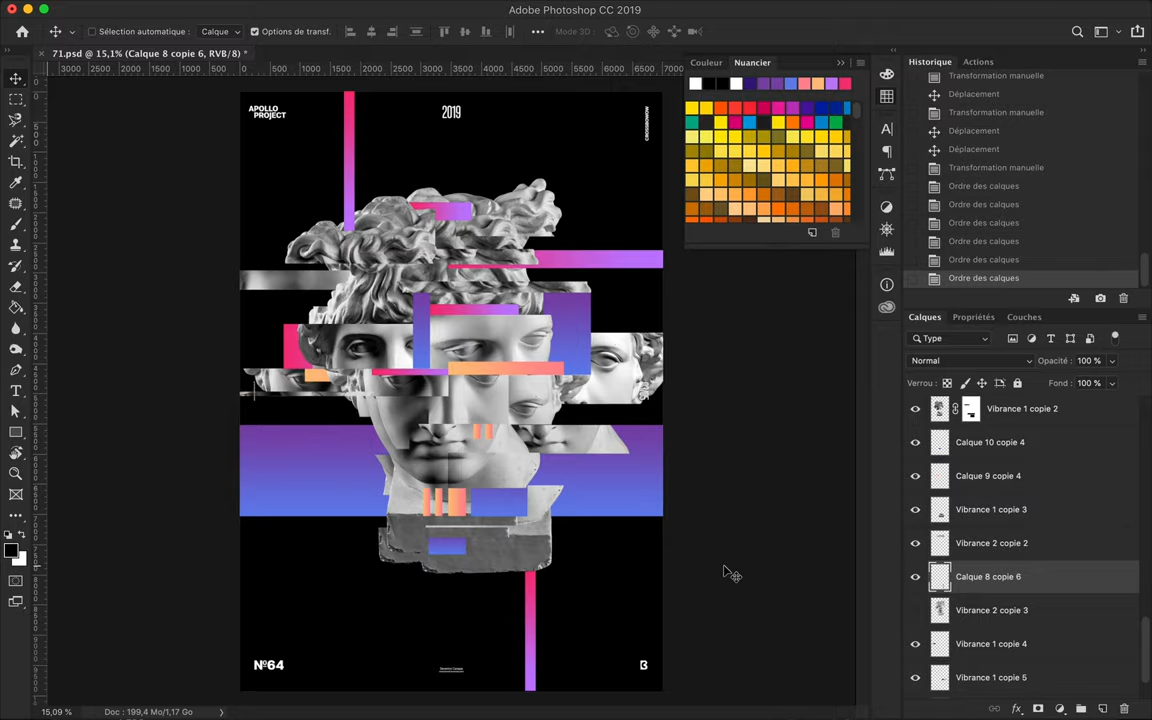 Adobe Photoshop CC 2019
Sélection automatique :
Calque
Options de transf.
Mode 3D :
71.psd @ 15,1% (Calque 8 copie 6, RVB/8) *
3000 2000 1000 0 500 1000 1500 2000 2500 3000 3500 4000 4500 5000 5500 6000 6500 7000
Couleur
Nuancier
Historique
Actions
Transformation manuelle
Déplacement
Transformation manuelle
Déplacement
Déplacement
Transformation manuelle
Ordre des calques
Ordre des calques
Ordre des calques
Ordre des calques
Ordre des calques
Ordre des calques
APOLLO
PROJECT
2019
CROSSROWOW
Nº64
Calques
Propriétés
Couches
Type
Normal
Opacité : 100 %
Verrou :
Fond : 100 %
Vibrance 1 copie 2
Calque 10 copie 4
Calque 9 copie 4
Vibrance 1 copie 3
Vibrance 2 copie 2
Calque 8 copie 6
Vibrance 2 copie 3
Vibrance 1 copie 4
Vibrance 1 copie 5
15,09 %
Doc : 199,4 Mo/1,17 Go